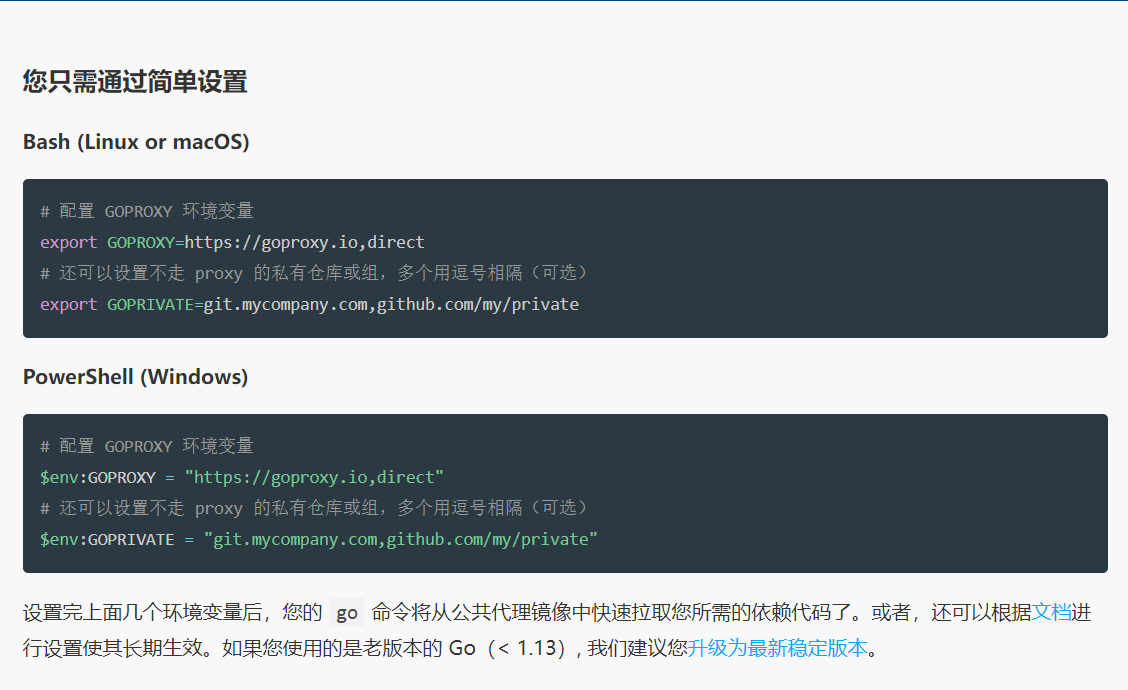 您只需通过简单设置
Bash (Linux or macOS)
# 配置 GOPROXY 环境变量
export GOPROXY=https://goproxy.io,direct
# 还可以设置不走 proxy 的私有仓库或组，多个用逗号相隔（可选）
export GOPRIVATE=git.mycompany.com,github.com/my/private
PowerShell (Windows)
# 配置 GOPROXY 环境变量
$env:GOPROXY = "https://goproxy.io,direct"
# 还可以设置不走 proxy 的私有仓库或组，多个用逗号相隔（可选）
$env:GOPRIVATE = "git.mycompany.com,github.com/my/private"
设置完上面几个环境变量后，您的 go 命令将从公共代理镜像中快速拉取您所需的依赖代码了。或者，还可以根据文档进
行设置使其长期生效。如果您使用的是老版本的 Go（< 1.13）, 我们建议您升级为最新稳定版本。